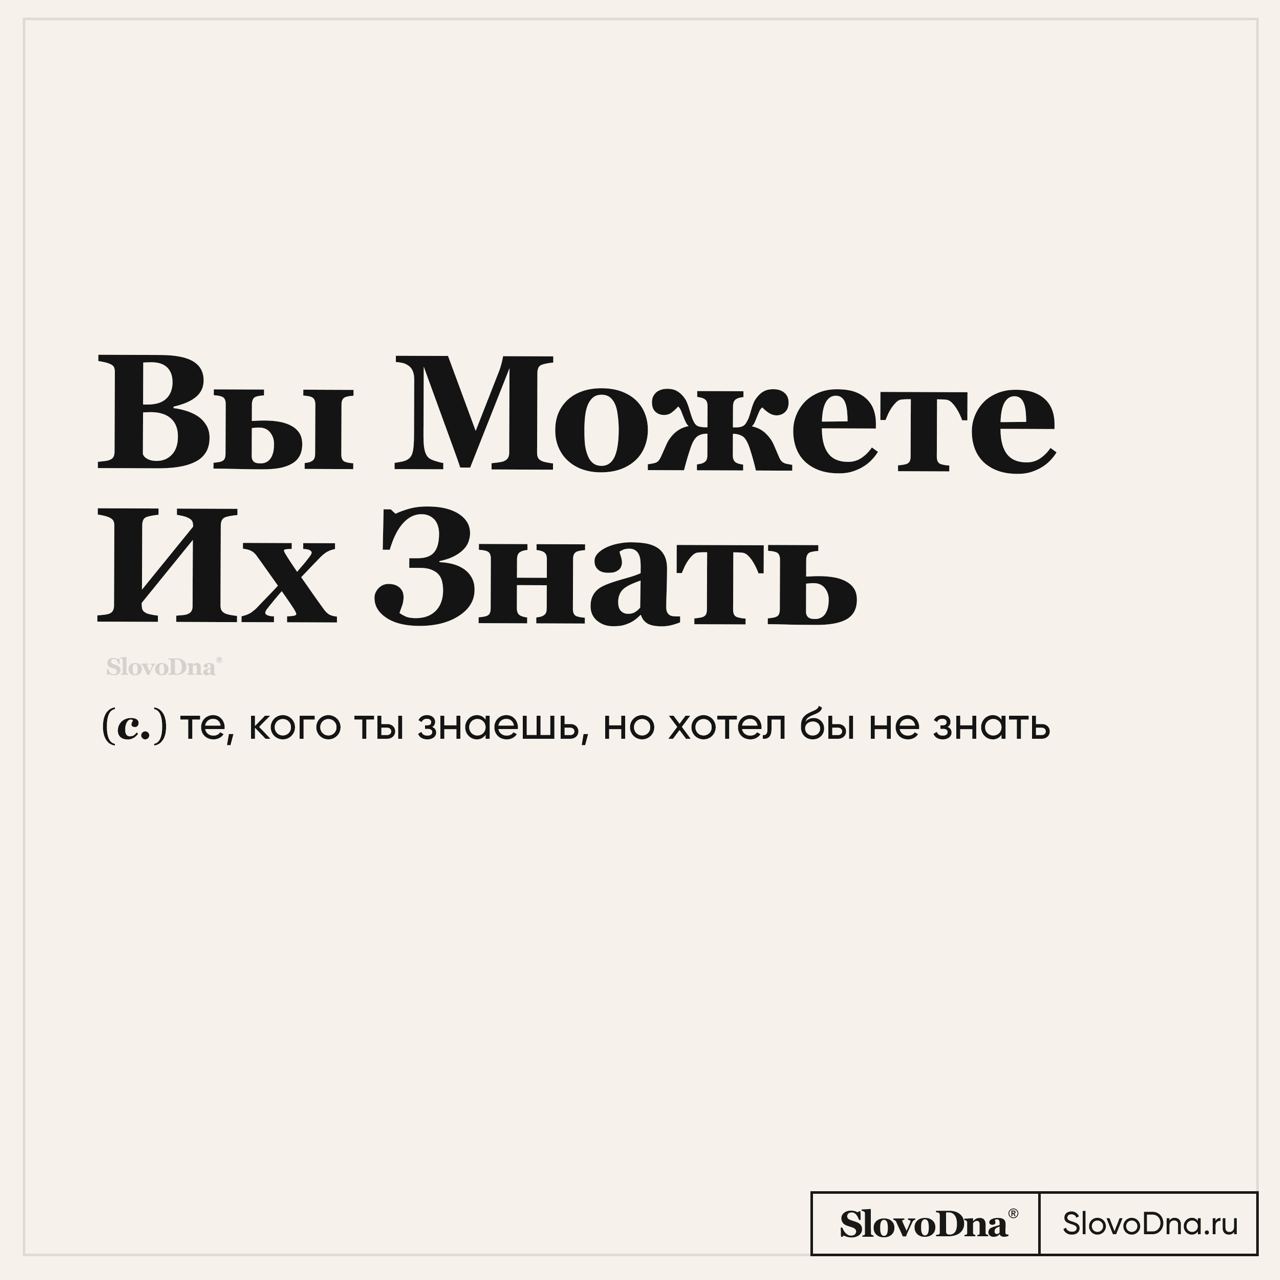 Вы Можете
Их Знать
SlovoDna®
(с.) те, кого ты знаешь, но хотел бы не знать
SlovoDna® SlovoDna.ru